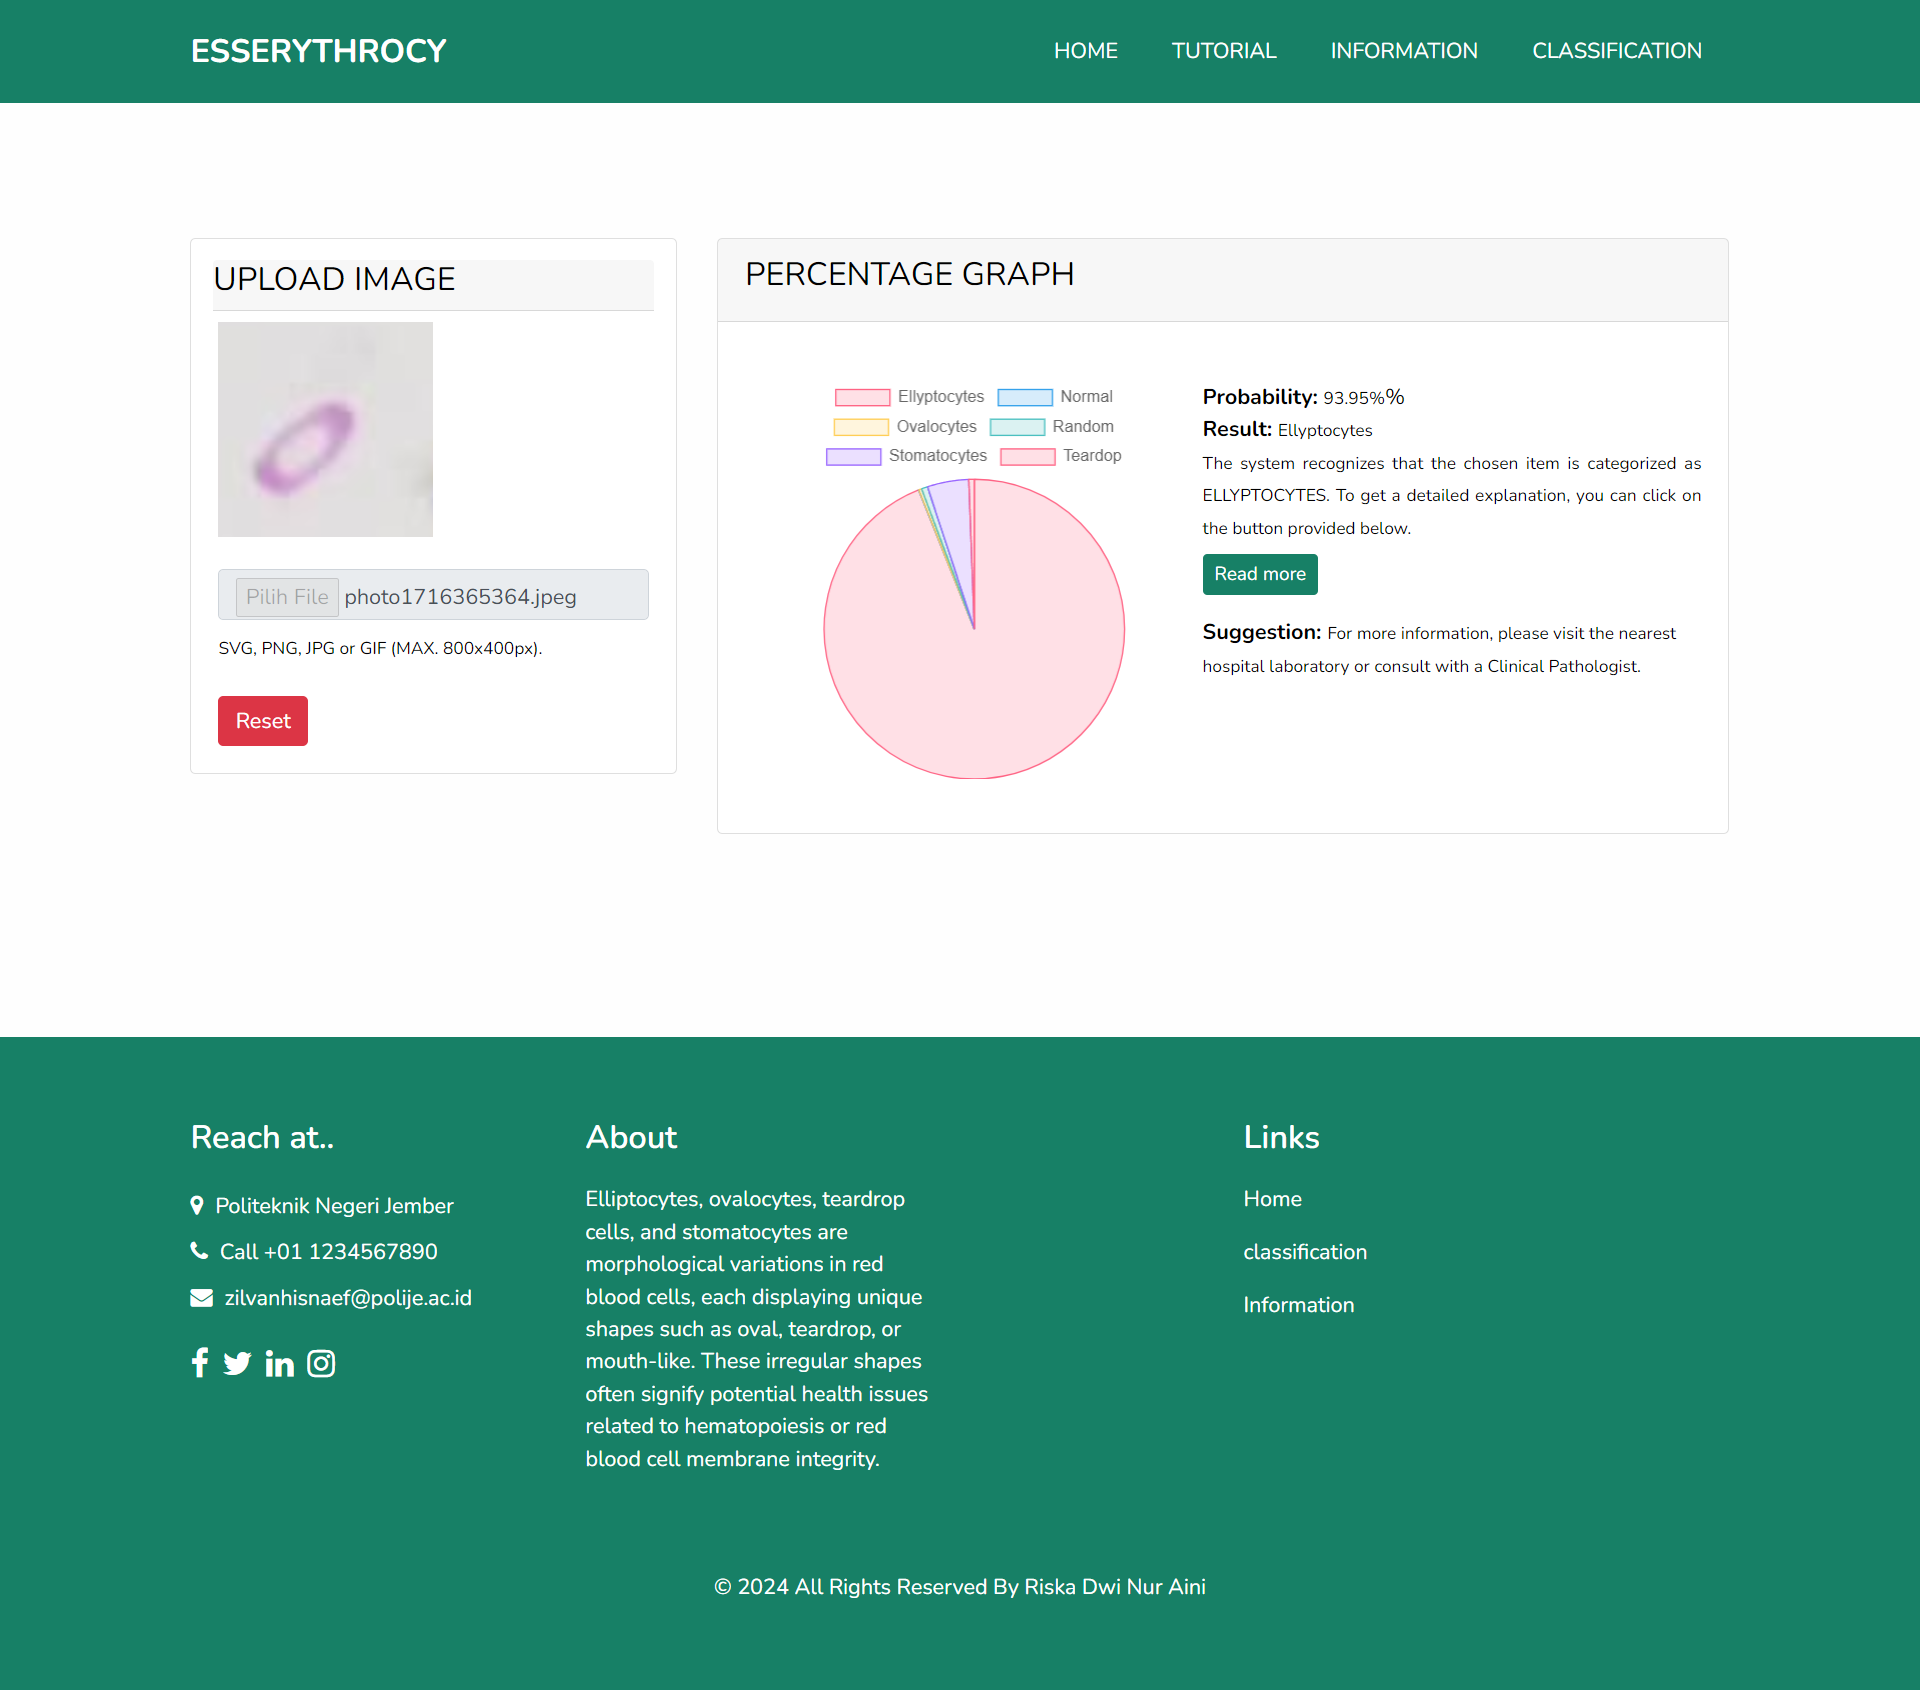 ESSERYTHROCY
HOME TUTORIAL INFORMATION CLASSIFICATION
UPLOAD IMAGE
Pilih File photo1716365364.jpeg
SVG, PNG, JPG or GIF (MAX. 800x400px).
Reset
PERCENTAGE GRAPH
Ellyptocytes Normal
Ovalocytes Random
Stomatocytes Teardop
Probability: 93.95%%
Result: Ellyptocytes
The system recognizes that the chosen item is categorized as
ELLYPTOCYTES. To get a detailed explanation, you can click on
the button provided below.
Read more
Suggestion: For more information, please visit the nearest
hospital laboratory or consult with a Clinical Pathologist.
Reach at..
Politeknik Negeri Jember
Call +01 1234567890
zilvanhisnaef@polije.ac.id
About
Elliptocytes, ovalocytes, teardrop
cells, and stomatocytes are
morphological variations in red
blood cells, each displaying unique
shapes such as oval, teardrop, or
mouth-like. These irregular shapes
often signify potential health issues
related to hematopoiesis or red
blood cell membrane integrity.
Links
Home
classification
Information
© 2024 All Rights Reserved By Riska Dwi Nur Aini